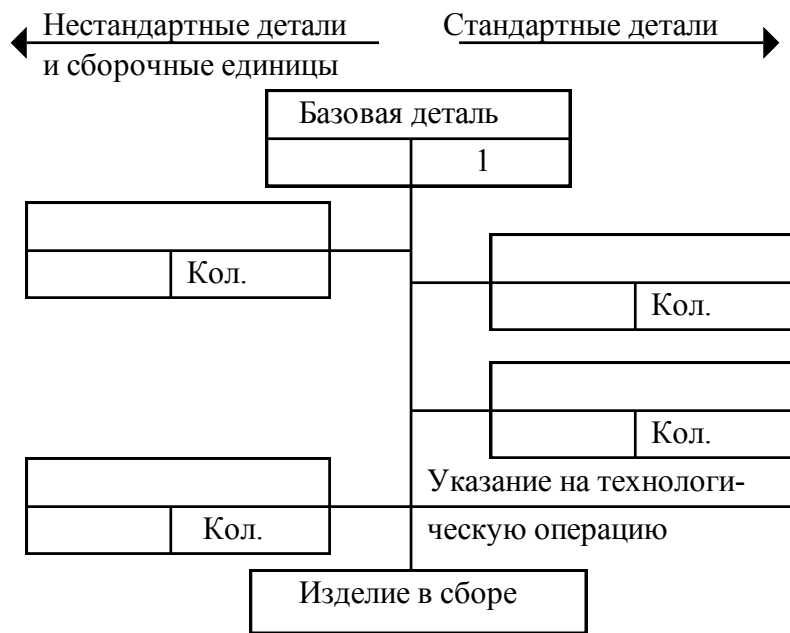 Нестандартные детали
и сборочные единицы
Стандартные детали
Базовая деталь
1
Кол.
Кол.
Кол.
Кол.
Указание на технологи-
ческую операцию
Изделие в сборе